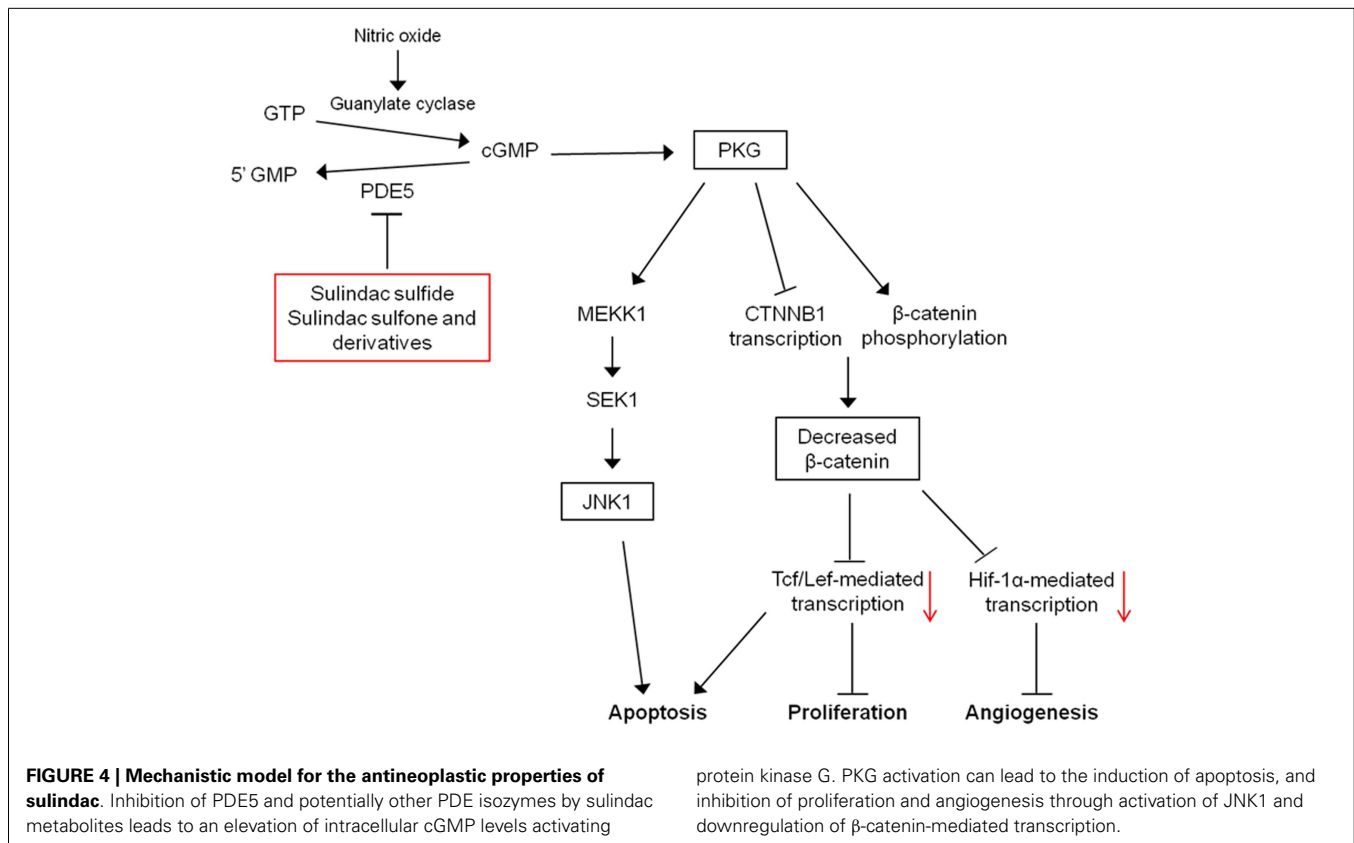 Nitric oxide
Guanylate cyclase
GTP
cGMP
PKG
5' GMP
PDE5
Sulindac sulfide
Sulindac sulfone and
derivatives
MEKK1
CTNNB1
transcription
β-catenin
phosphorylation
SEK1
Decreased
β-catenin
JNK1
Tcf/Lef-mediated
transcription
Hif-1α-mediated
transcription
Apoptosis
Proliferation
Angiogenesis
FIGURE 4 | Mechanistic model for the antineoplastic properties of
sulindac. Inhibition of PDE5 and potentially other PDE isozymes by sulindac
metabolites leads to an elevation of intracellular cGMP levels activating
protein kinase G. PKG activation can lead to the induction of apoptosis, and
inhibition of proliferation and angiogenesis through activation of JNK1 and
downregulation of β-catenin-mediated transcription.